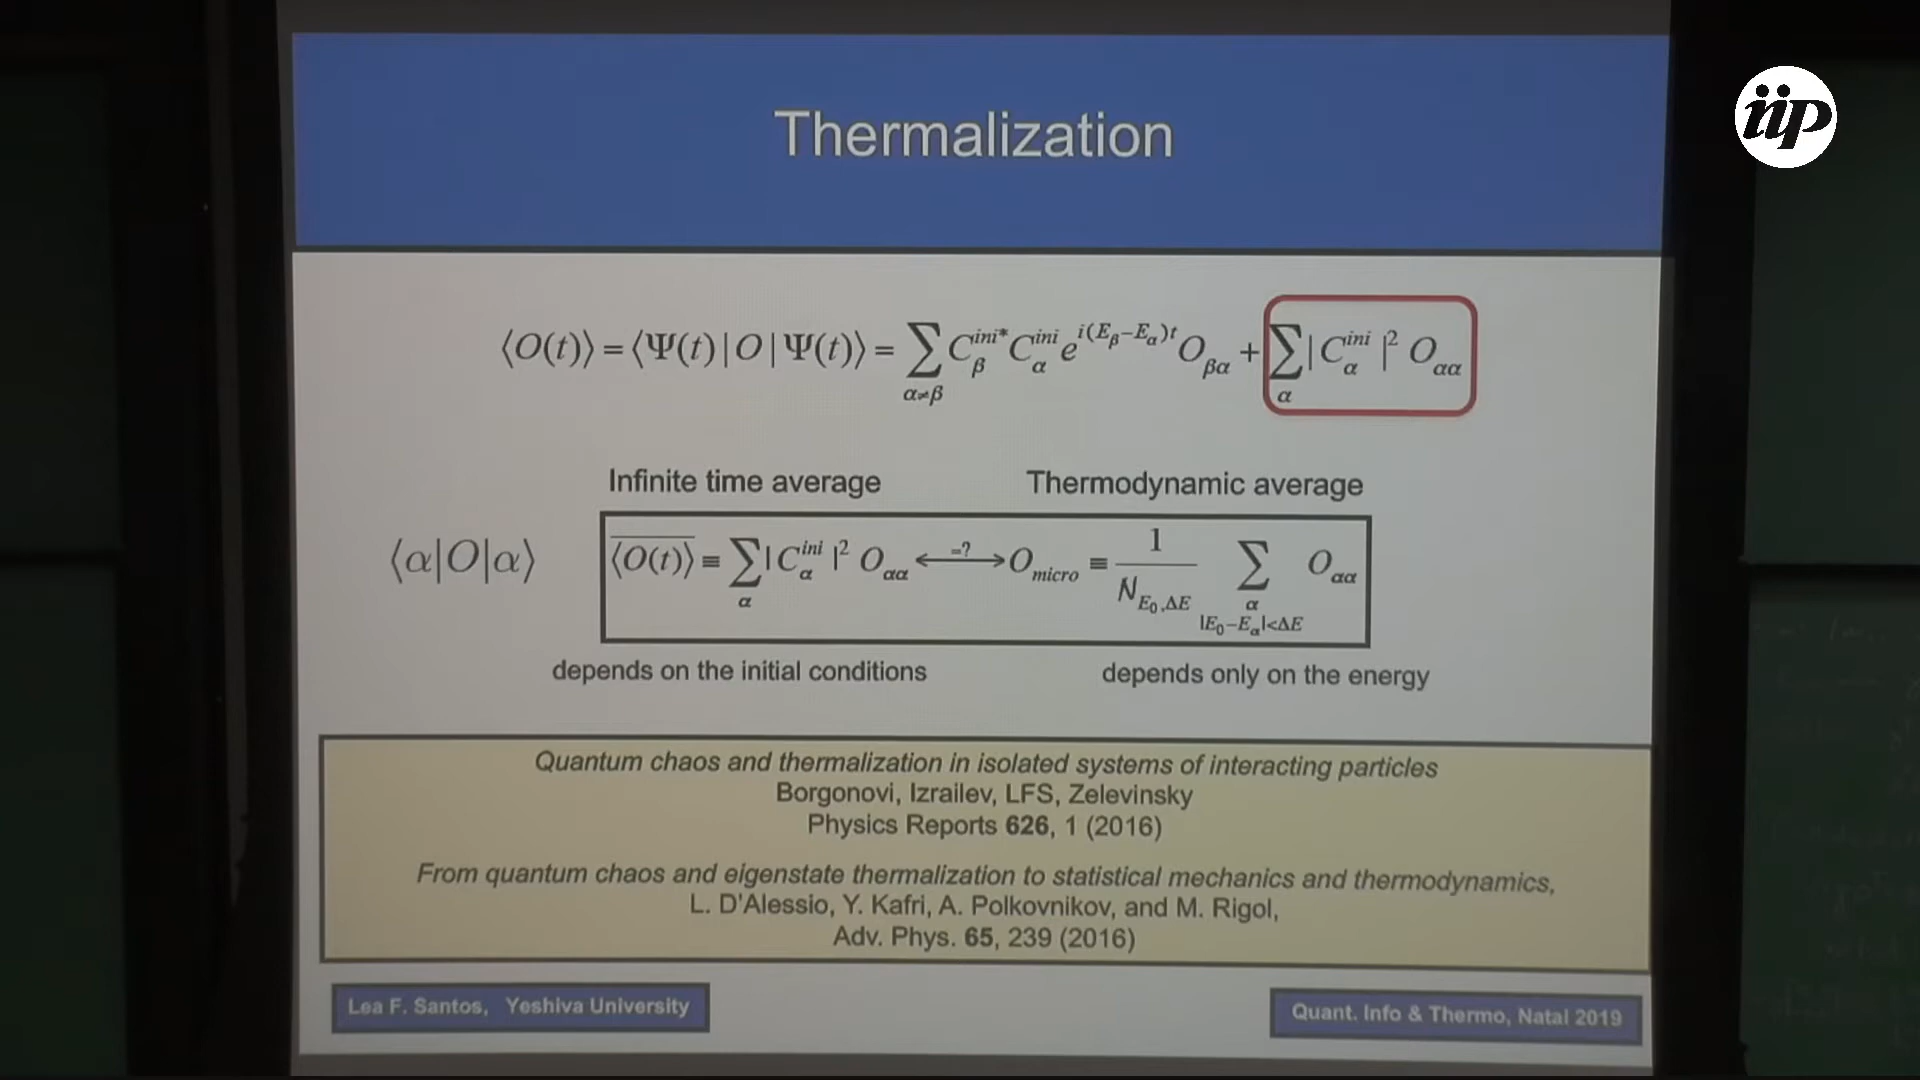 iip
Thermalization
⟨O(t)⟩ = ⟨Ψ(t) | O | Ψ(t)⟩ = ∑_{α≠β} C_β^{ini*} C_α^{ini} e^{i(E_β−E_α)t} O_{βα} + ∑_α | C_α^{ini} |² O_{αα}
Infinite time average Thermodynamic average
⟨α|O|α⟩ \overline{⟨O(t)⟩} ≡ ∑_α | C_α^{ini} |² O_{αα} ⟷^{=?} O_{micro} ≡ \frac{1}{N_{E_0,ΔE}} ∑_{α, |E_0−E_α|<ΔE} O_{αα}
depends on the initial conditions depends only on the energy
Quantum chaos and thermalization in isolated systems of interacting particles
Borgonovi, Izrailev, LFS, Zelevinsky
Physics Reports 626, 1 (2016)
From quantum chaos and eigenstate thermalization to statistical mechanics and thermodynamics,
L. D'Alessio, Y. Kafri, A. Polkovnikov, and M. Rigol,
Adv. Phys. 65, 239 (2016)
Lea F. Santos, Yeshiva University
Quant. Info & Thermo, Natal 2019